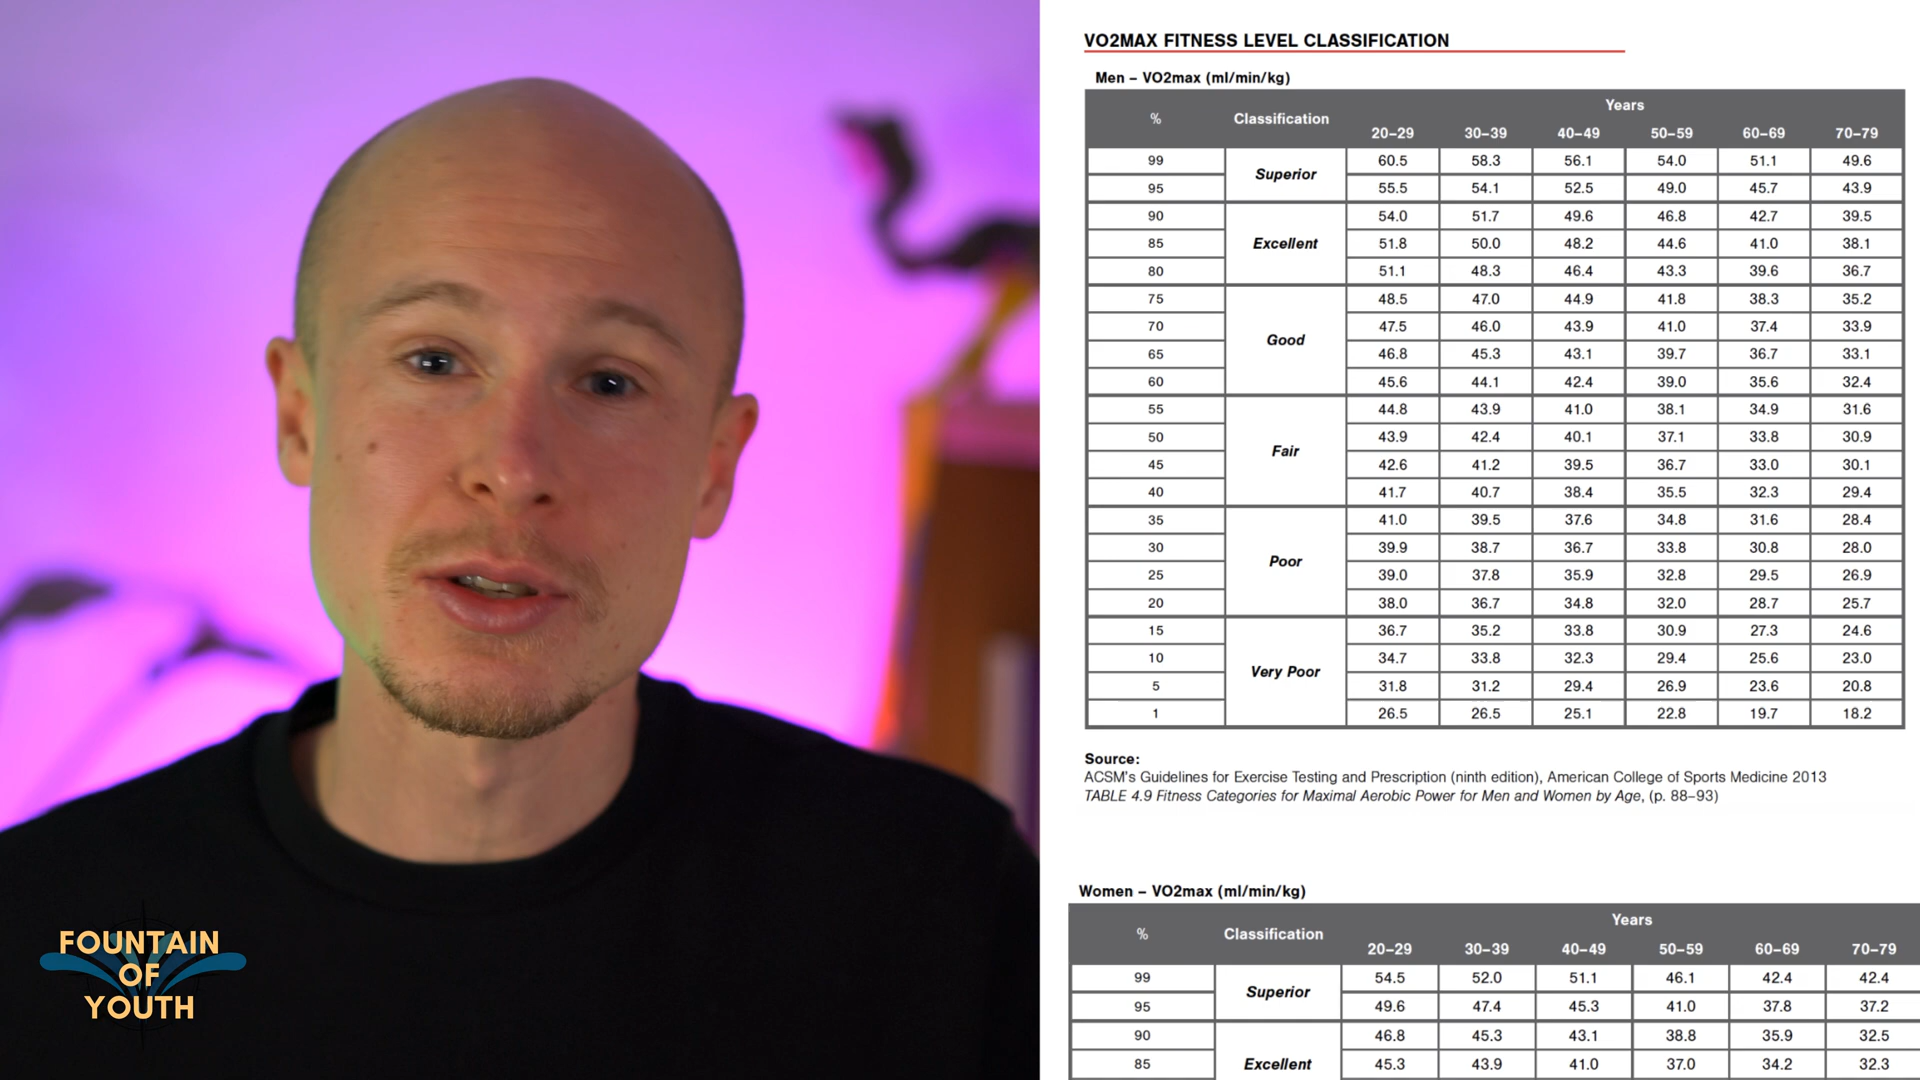 VO2MAX FITNESS LEVEL CLASSIFICATION
Men – VO2max (ml/min/kg)
% Classification Years
20–29 30–39 40–49 50–59 60–69 70–79
99 Superior 60.5 58.3 56.1 54.0 51.1 49.6
95 55.5 54.1 52.5 49.0 45.7 43.9
90 54.0 51.7 49.6 46.8 42.7 39.5
85 Excellent 51.8 50.0 48.2 44.6 41.0 38.1
80 51.1 48.3 46.4 43.3 39.6 36.7
75 48.5 47.0 44.9 41.8 38.3 35.2
70 Good 47.5 46.0 43.9 41.0 37.4 33.9
65 46.8 45.3 43.1 39.7 36.7 33.1
60 45.6 44.1 42.4 39.0 35.6 32.4
55 44.8 43.9 41.0 38.1 34.9 31.6
50 Fair 43.9 42.4 40.1 37.1 33.8 30.9
45 42.6 41.2 39.5 36.7 33.0 30.1
40 41.7 40.7 38.4 35.5 32.3 29.4
35 41.0 39.5 37.6 34.8 31.6 28.4
30 Poor 39.9 38.7 36.7 33.8 30.8 28.0
25 39.0 37.8 35.9 32.8 29.5 26.9
20 38.0 36.7 34.8 32.0 28.7 25.7
15 36.7 35.2 33.8 30.9 27.3 24.6
10 Very Poor 34.7 33.8 32.3 29.4 25.6 23.0
5 31.8 31.2 29.4 26.9 23.6 20.8
1 26.5 26.5 25.1 22.8 19.7 18.2
Source:
ACSM's Guidelines for Exercise Testing and Prescription (ninth edition), American College of Sports Medicine 2013
TABLE 4.9 Fitness Categories for Maximal Aerobic Power for Men and Women by Age, (p. 88–93)
Women – VO2max (ml/min/kg)
% Classification Years
20–29 30–39 40–49 50–59 60–69 70–79
99 Superior 54.5 52.0 51.1 46.1 42.4 42.4
95 49.6 47.4 45.3 41.0 37.8 37.2
90 46.8 45.3 43.1 38.8 35.9 32.5
85 Excellent 45.3 43.9 41.0 37.0 34.2 32.3
FOUNTAIN
OF
YOUTH